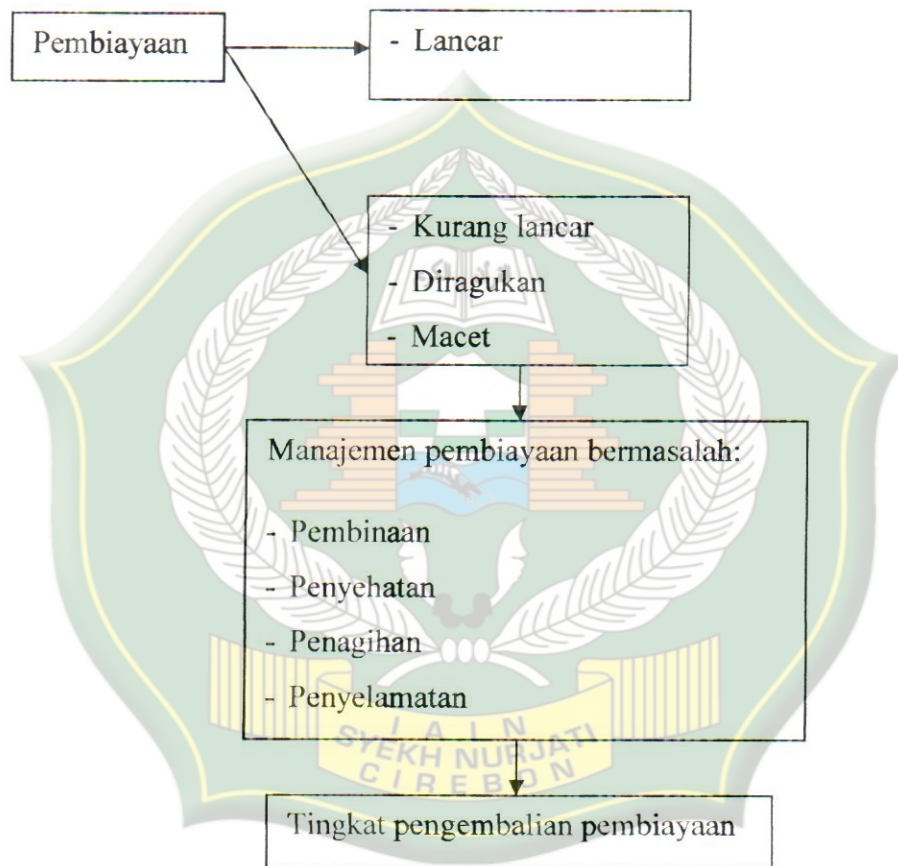 Pembiayaan
- Lancar
- Kurang lancar
- Diragukan
- Macet
Manajemen pembiayaan bermasalah:
- Pembinaan
- Penyehatan
- Penagihan
- Penyelamatan
IAIN
SYEKH NURJATI
CIREBON
Tingkat pengembalian pembiayaan